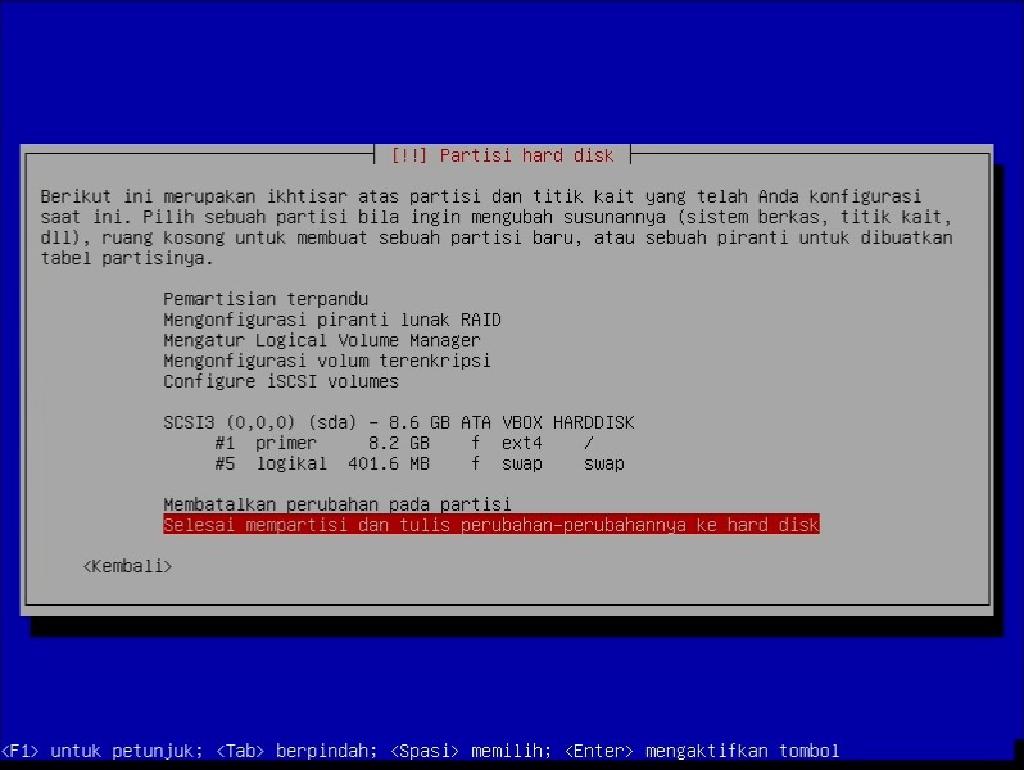 [!!] Partisi hard disk
Berikut ini merupakan ikhtisar atas partisi dan titik kait yang telah Anda konfigurasi
saat ini. Pilih sebuah partisi bila ingin mengubah susunannya (sistem berkas, titik kait,
dll), ruang kosong untuk membuat sebuah partisi baru, atau sebuah piranti untuk dibuatkan
tabel partisinya.
Pemartisian terpandu
Mengonfigurasi piranti lunak RAID
Mengatur Logical Volume Manager
Mengonfigurasi volum terenkripsi
Configure iSCSI volumes
SCSI3 (0,0,0) (sda) - 8.6 GB ATA VBOX HARDDISK
#1 primer 8.2 GB f ext4 /
#5 logikal 401.6 MB f swap swap
Membatalkan perubahan pada partisi
Selesai mempartisi dan tulis perubahan-perubahannya ke hard disk
<Kembali>
<F1> untuk petunjuk; <Tab> berpindah; <Spasi> memilih; <Enter> mengaktifkan tombol